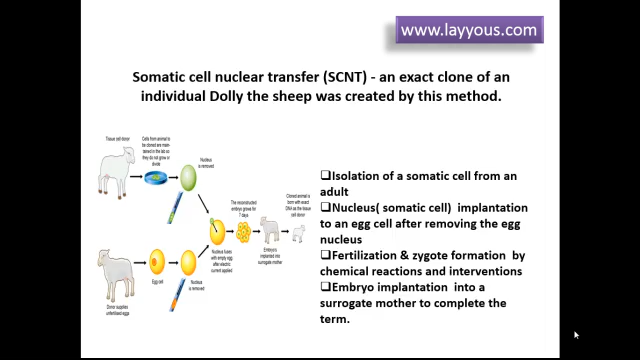 www.layyous.com
Somatic cell nuclear transfer (SCNT) - an exact clone of an
individual Dolly the sheep was created by this method.
Tissue cell donor
Cells from animal to
be cloned are main-
tained in the lab so
they do not grow or
divide
Nucleus
is removed
The reconstructed
embryo grows for
7 days
Cloned animal is
born with exact
DNA as the tissue
cell donor
Nucleus fuses
with empty egg
after electric
current applied
Embryo is
implanted into
surrogate mother
Egg cell
Nucleus
is removed
Donor supplies
unfertilised eggs
❑Isolation of a somatic cell from an
adult
❑Nucleus( somatic cell) implantation
to an egg cell after removing the egg
nucleus
❑Fertilization & zygote formation by
chemical reactions and interventions
❑Embryo implantation into a
surrogate mother to complete the
term.